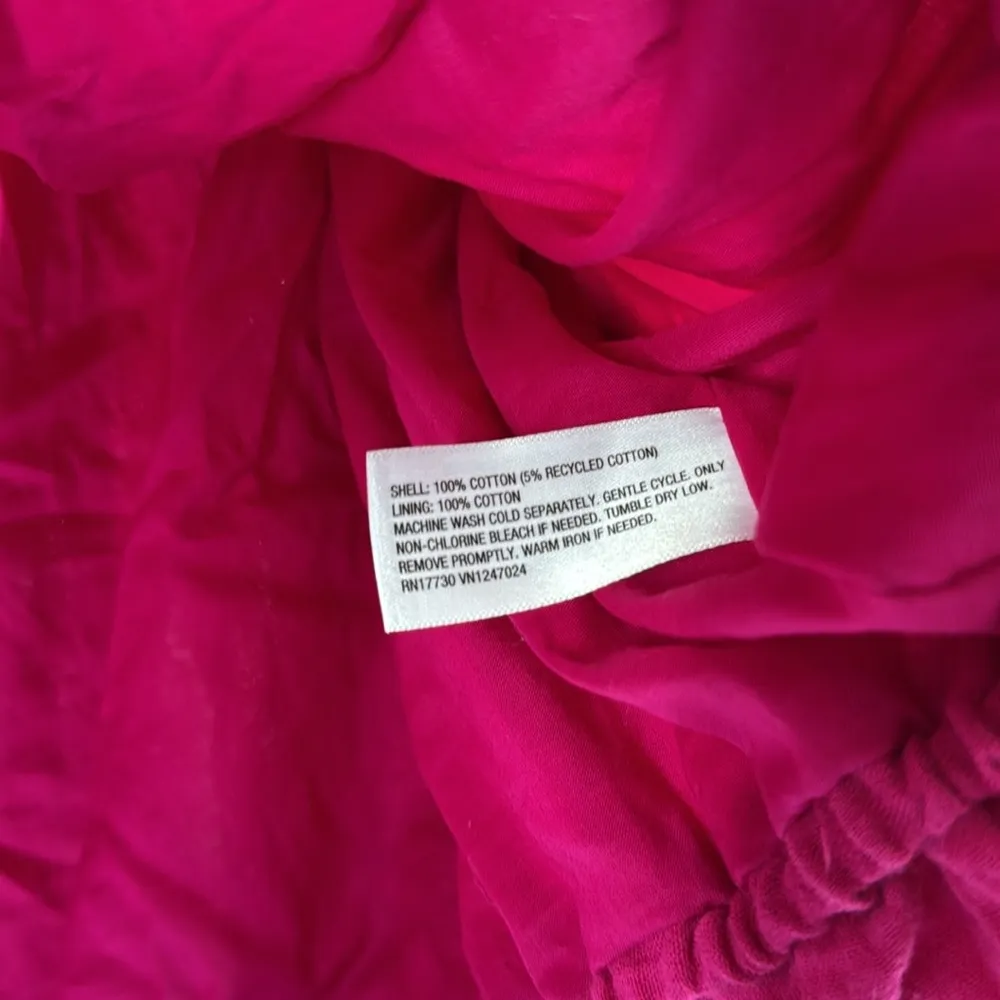 SHELL: 100% COTTON (5% RECYCLED COTTON)
LINING: 100% COTTON
MACHINE WASH COLD SEPARATELY. GENTLE CYCLE. ONLY
NON-CHLORINE BLEACH IF NEEDED. TUMBLE DRY LOW.
REMOVE PROMPTLY. WARM IRON IF NEEDED.
RN17730 VN1247024